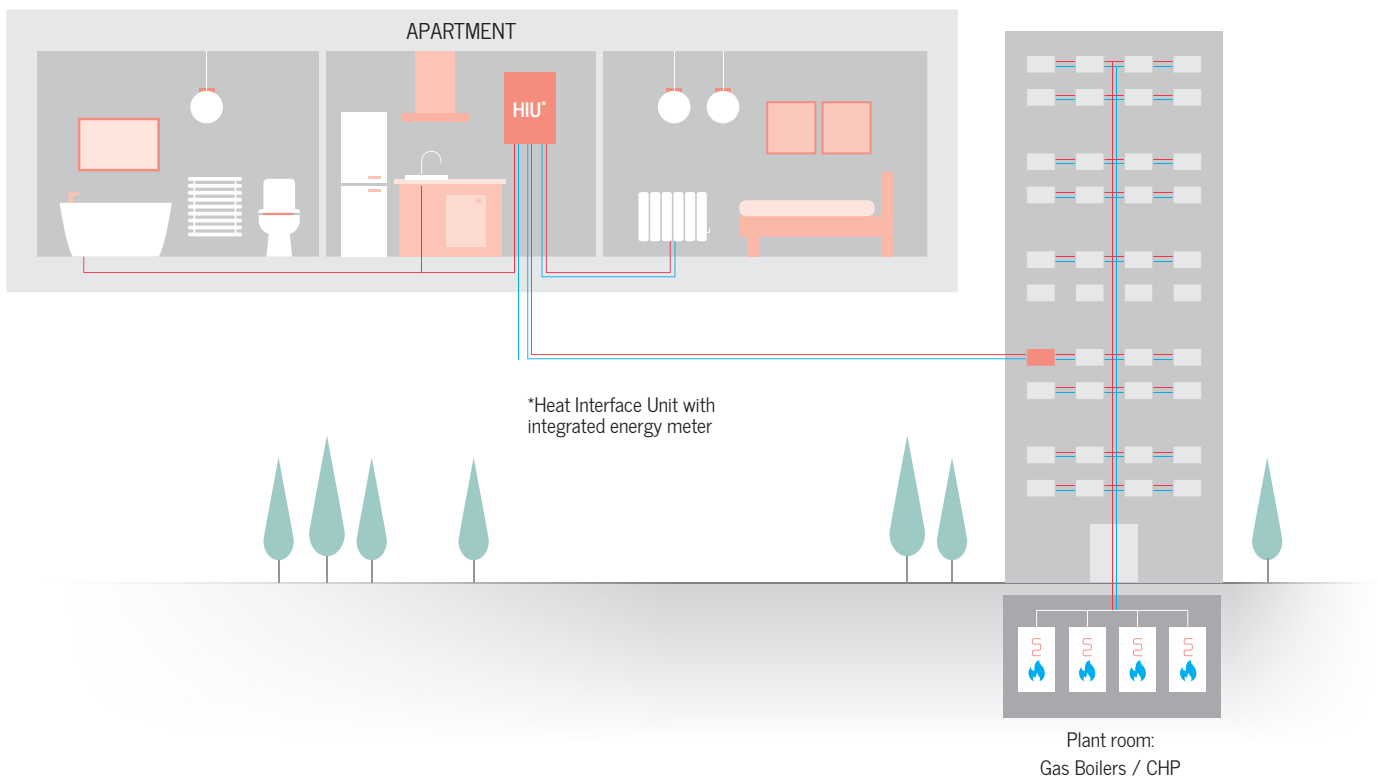 APARTMENT
HIU*
*Heat Interface Unit with
integrated energy meter
Plant room:
Gas Boilers / CHP